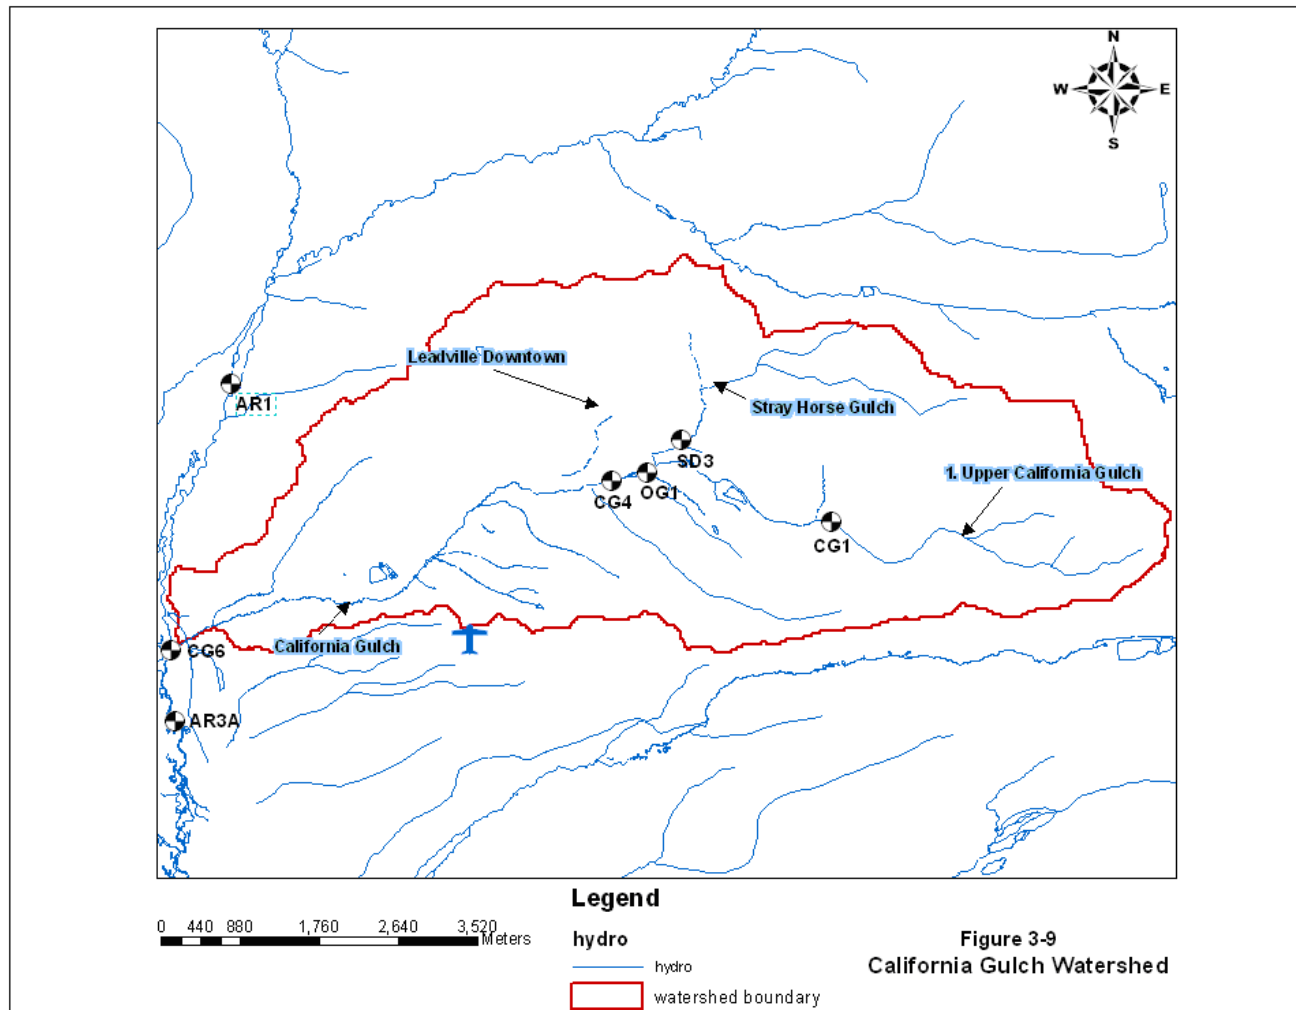 N
W E
S
Leadville Downtown
AR1
Stray Horse Gulch
SD3
1. Upper California Gulch
OG1
CG4
CG1
California Gulch
CG6
AR3A
Legend
0 440 880 1,760 2,640 3,520
Meters
hydro
hydro
watershed boundary
Figure 3-9
California Gulch Watershed